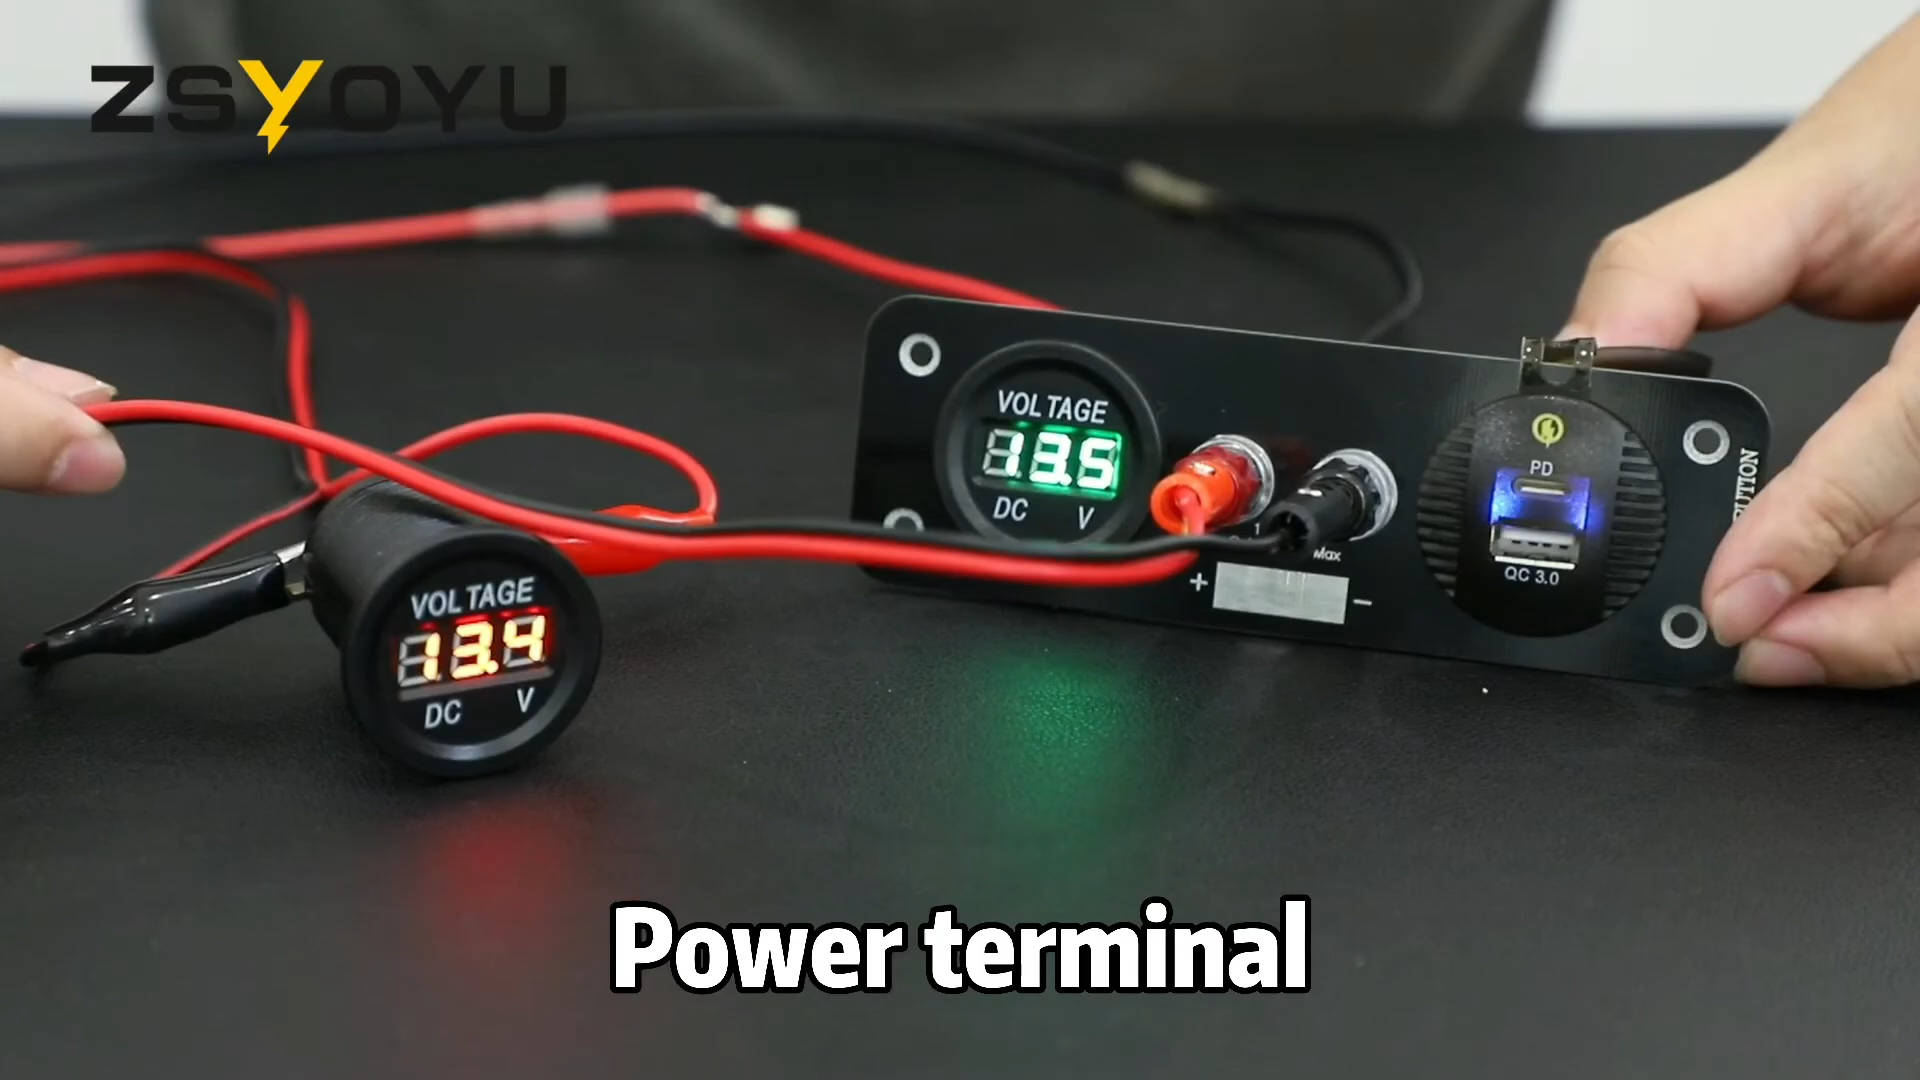 ZSYOYU
VOLTAGE
13.5
DC V
PD
QC 3.0
Max
+ −
VOLTAGE
13.4
DC V
Power terminal